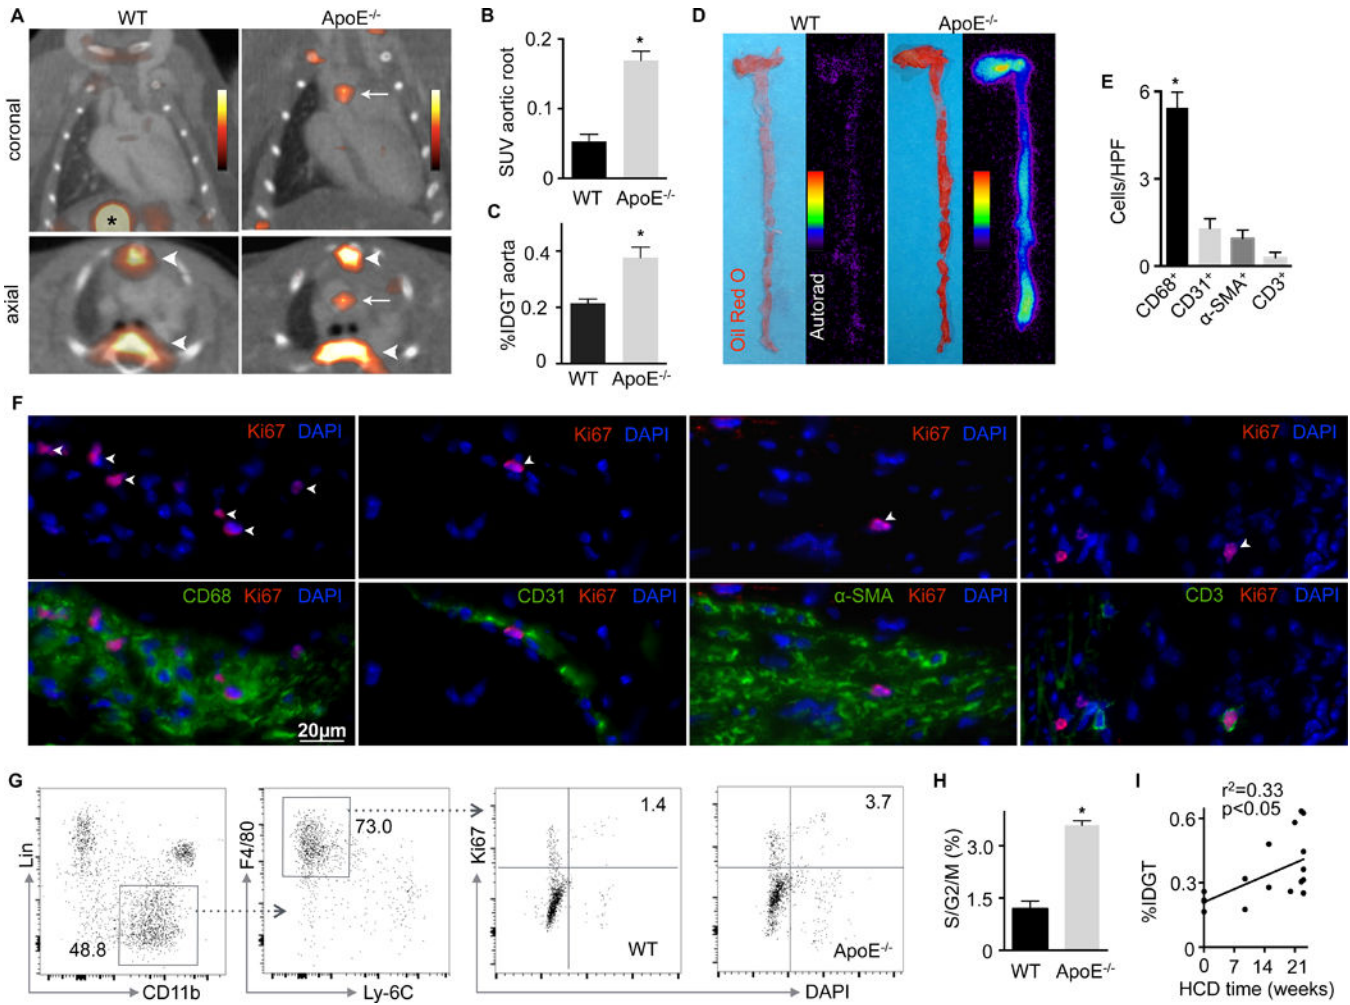 A
WT
ApoE-/-
coronal
*
axial
B
SUV aortic root
0.2
0.1
0
*
WT
ApoE-/-
C
%IDGT aorta
0.4
0.2
0
*
WT
ApoE-/-
D
WT
ApoE-/-
Oil Red O
Autorad
E
Cells/HPF
6
3
0
*
CD68+
CD31+
α-SMA+
CD3+
F
Ki67 DAPI
Ki67 DAPI
Ki67 DAPI
Ki67 DAPI
CD68 Ki67 DAPI
CD31 Ki67 DAPI
α-SMA Ki67 DAPI
CD3 Ki67 DAPI
20µm
G
Lin
48.8
CD11b
F4/80
73.0
Ly-6C
Ki67
1.4
WT
3.7
ApoE-/-
DAPI
H
S/G2/M (%)
3.0
1.5
0
*
WT
ApoE-/-
I
r²=0.33
p<0.05
%IDGT
0.6
0.3
0
0 7 14 21
HCD time (weeks)